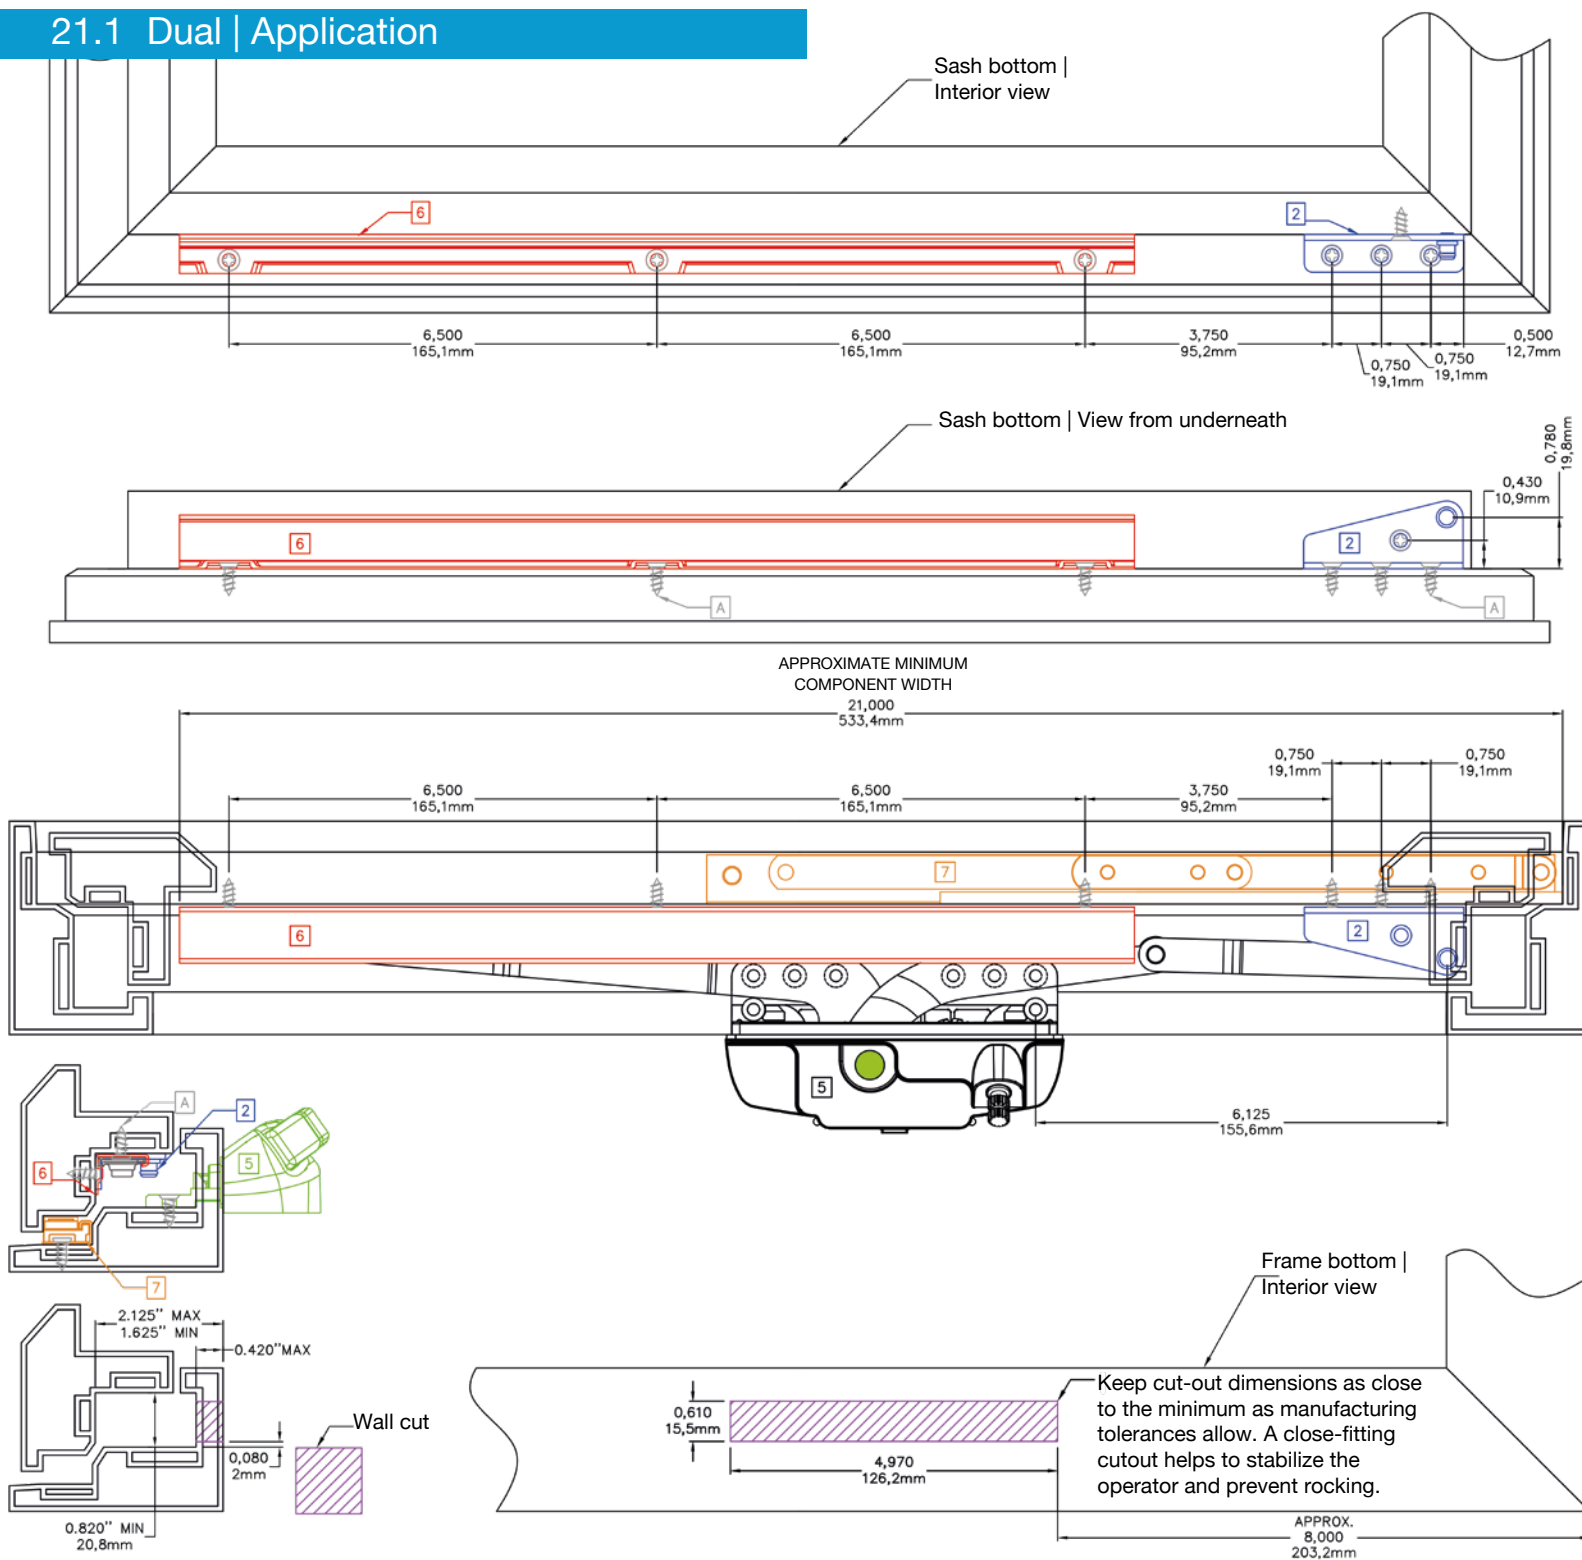 21.1 Dual | Application
Sash bottom |
Interior view
6
2
6,500
165,1mm
6,500
165,1mm
3,750
95,2mm
0,750
19,1mm
0,750
19,1mm
0,500
12,7mm
Sash bottom | View from underneath
0,780
19,8mm
0,430
10,9mm
6
2
A
A
APPROXIMATE MINIMUM
COMPONENT WIDTH
21,000
533,4mm
0,750
19,1mm
0,750
19,1mm
6,500
165,1mm
6,500
165,1mm
3,750
95,2mm
7
6
2
5
6,125
155,6mm
A
2
5
6
7
2.125" MAX
1.625" MIN
0.420"MAX
Wall cut
0,080
2mm
0.820" MIN
20,8mm
Frame bottom |
Interior view
Keep cut-out dimensions as close
to the minimum as manufacturing
tolerances allow. A close-fitting
cutout helps to stabilize the
operator and prevent rocking.
0,610
15,5mm
4,970
126,2mm
APPROX.
8,000
203,2mm